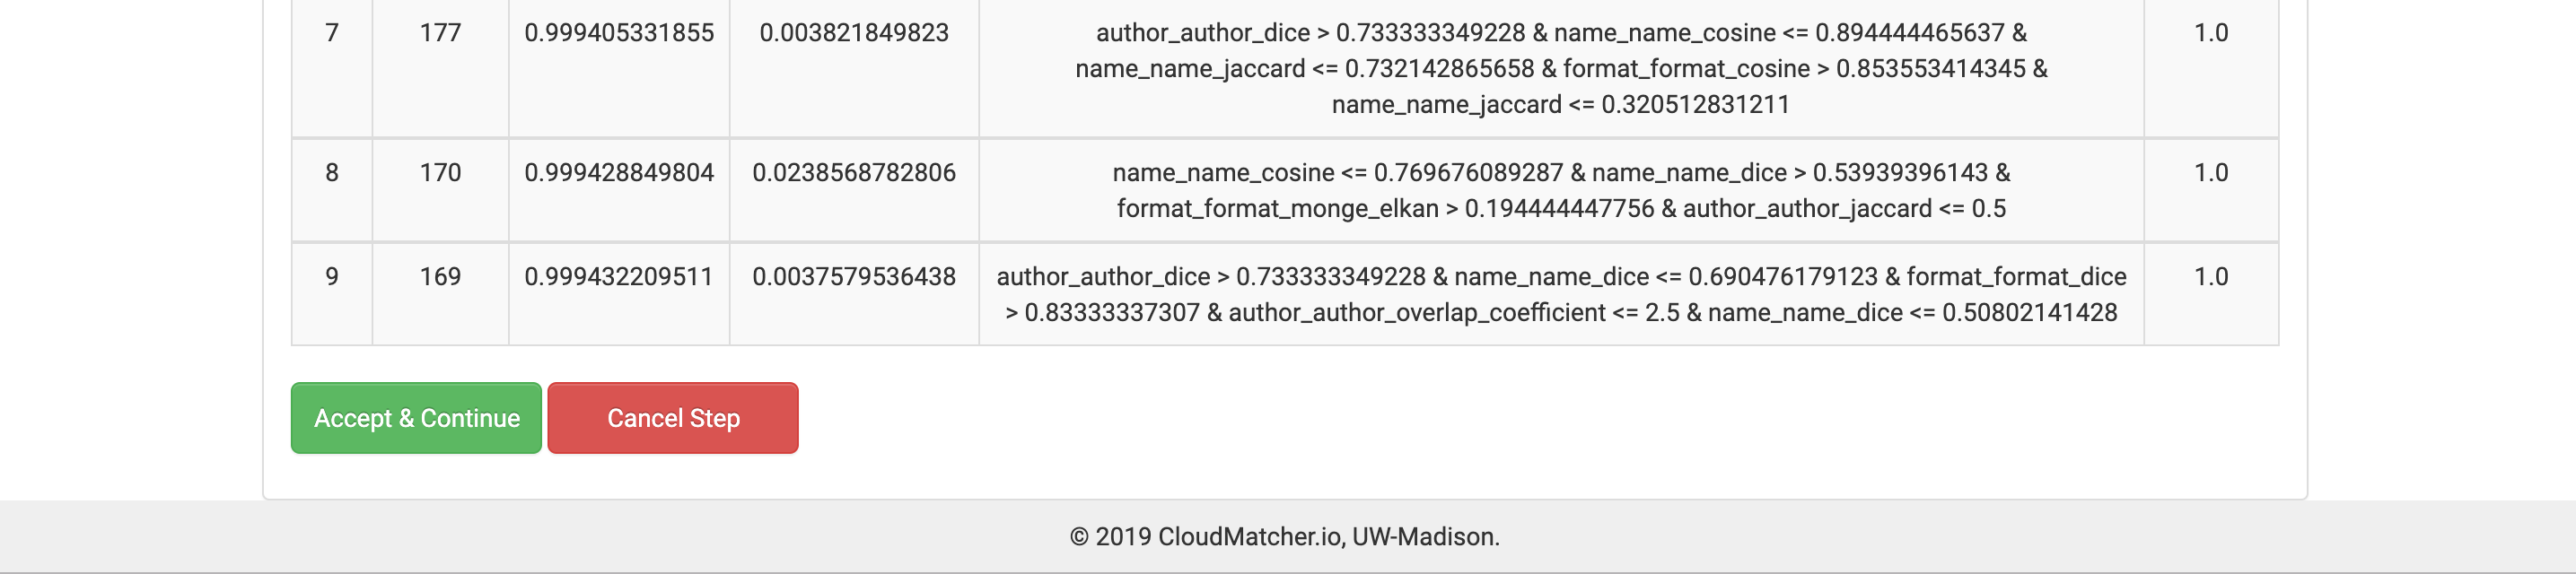 7 177 0.999405331855 0.003821849823 author_author_dice > 0.733333349228 & name_name_cosine <= 0.894444465637 & 1.0
name_name_jaccard <= 0.732142865658 & format_format_cosine > 0.853553414345 &
name_name_jaccard <= 0.320512831211
8 170 0.999428849804 0.0238568782806 name_name_cosine <= 0.769676089287 & name_name_dice > 0.53939396143 & 1.0
format_format_monge_elkan > 0.194444447756 & author_author_jaccard <= 0.5
9 169 0.999432209511 0.0037579536438 author_author_dice > 0.733333349228 & name_name_dice <= 0.690476179123 & format_format_dice 1.0
> 0.83333337307 & author_author_overlap_coefficient <= 2.5 & name_name_dice <= 0.50802141428
Accept & Continue Cancel Step
© 2019 CloudMatcher.io, UW-Madison.